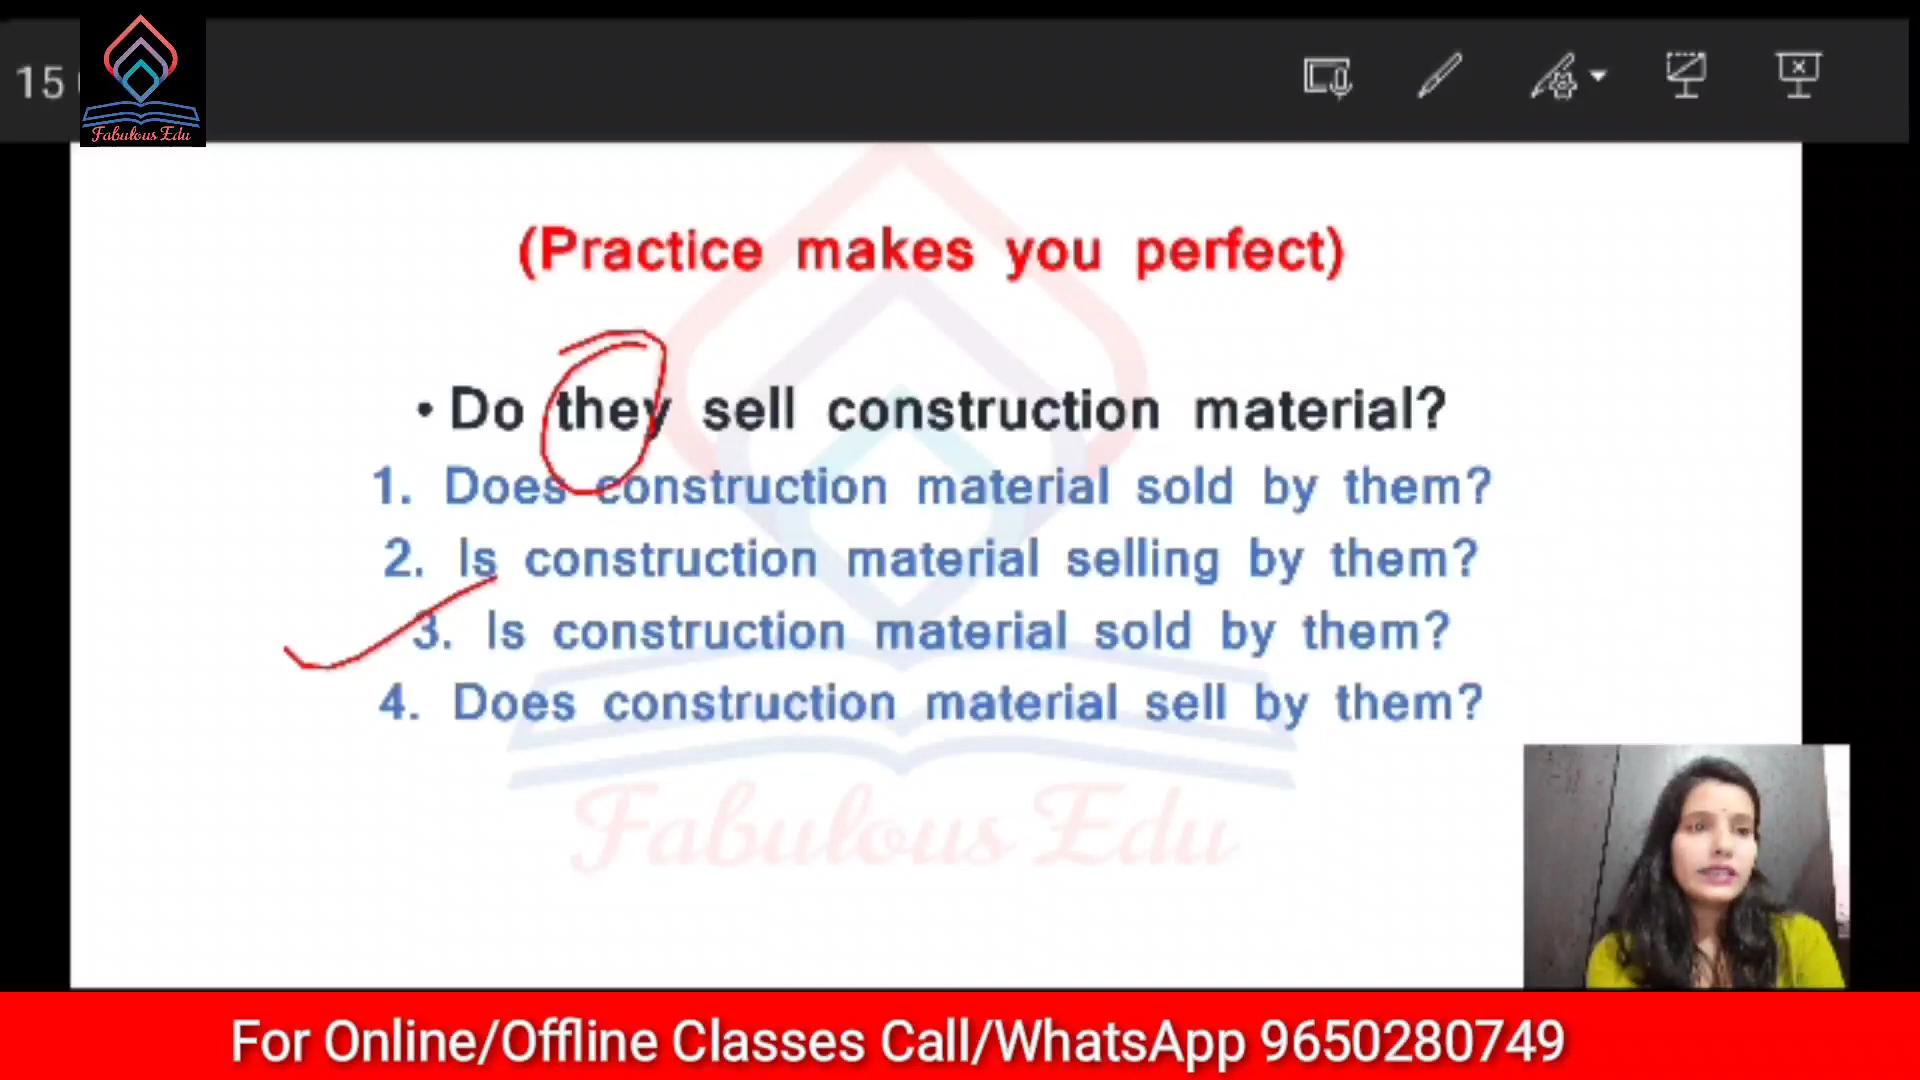 15
Fabulous Edu
(Practice makes you perfect)
• Do they sell construction material?
1. Does construction material sold by them?
2. Is construction material selling by them?
3. Is construction material sold by them?
4. Does construction material sell by them?
Fabulous Edu
For Online/Offline Classes Call/WhatsApp 9650280749